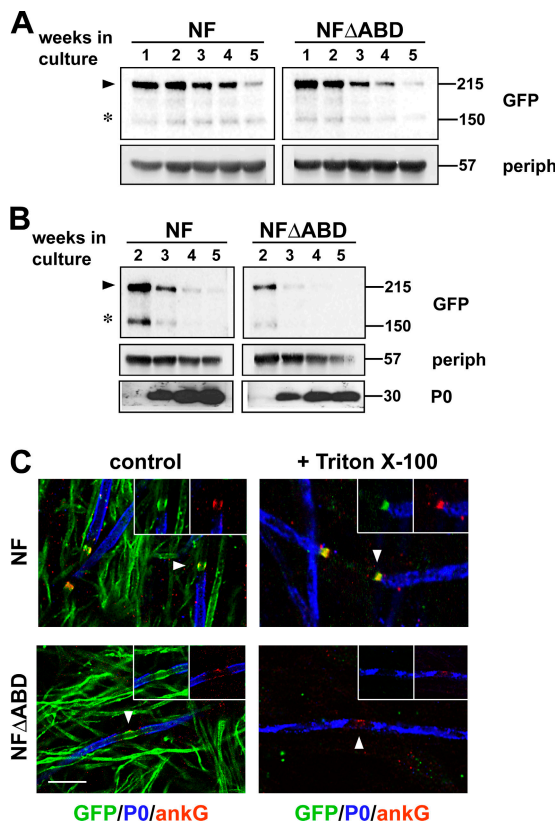 A
weeks in culture
NF
NFΔABD
1 2 3 4 5
1 2 3 4 5
*
215
150
GFP
57
periph
B
weeks in culture
NF
NFΔABD
2 3 4 5
2 3 4 5
*
215
150
GFP
57
periph
30
P0
C
control
+ Triton X-100
NF
NFΔABD
GFP/P0/ankG
GFP/P0/ankG